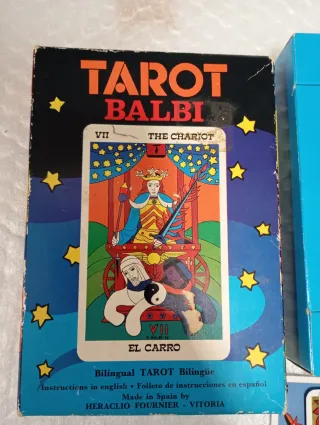 TAROT
BALBI
VII THE CHARIOT
VII
EL CARRO
Bilingual TAROT Bilingüe
Instructions in english • Folleto de instrucciones en español
Made in Spain by
HERACLIO FOURNIER - VITORIA